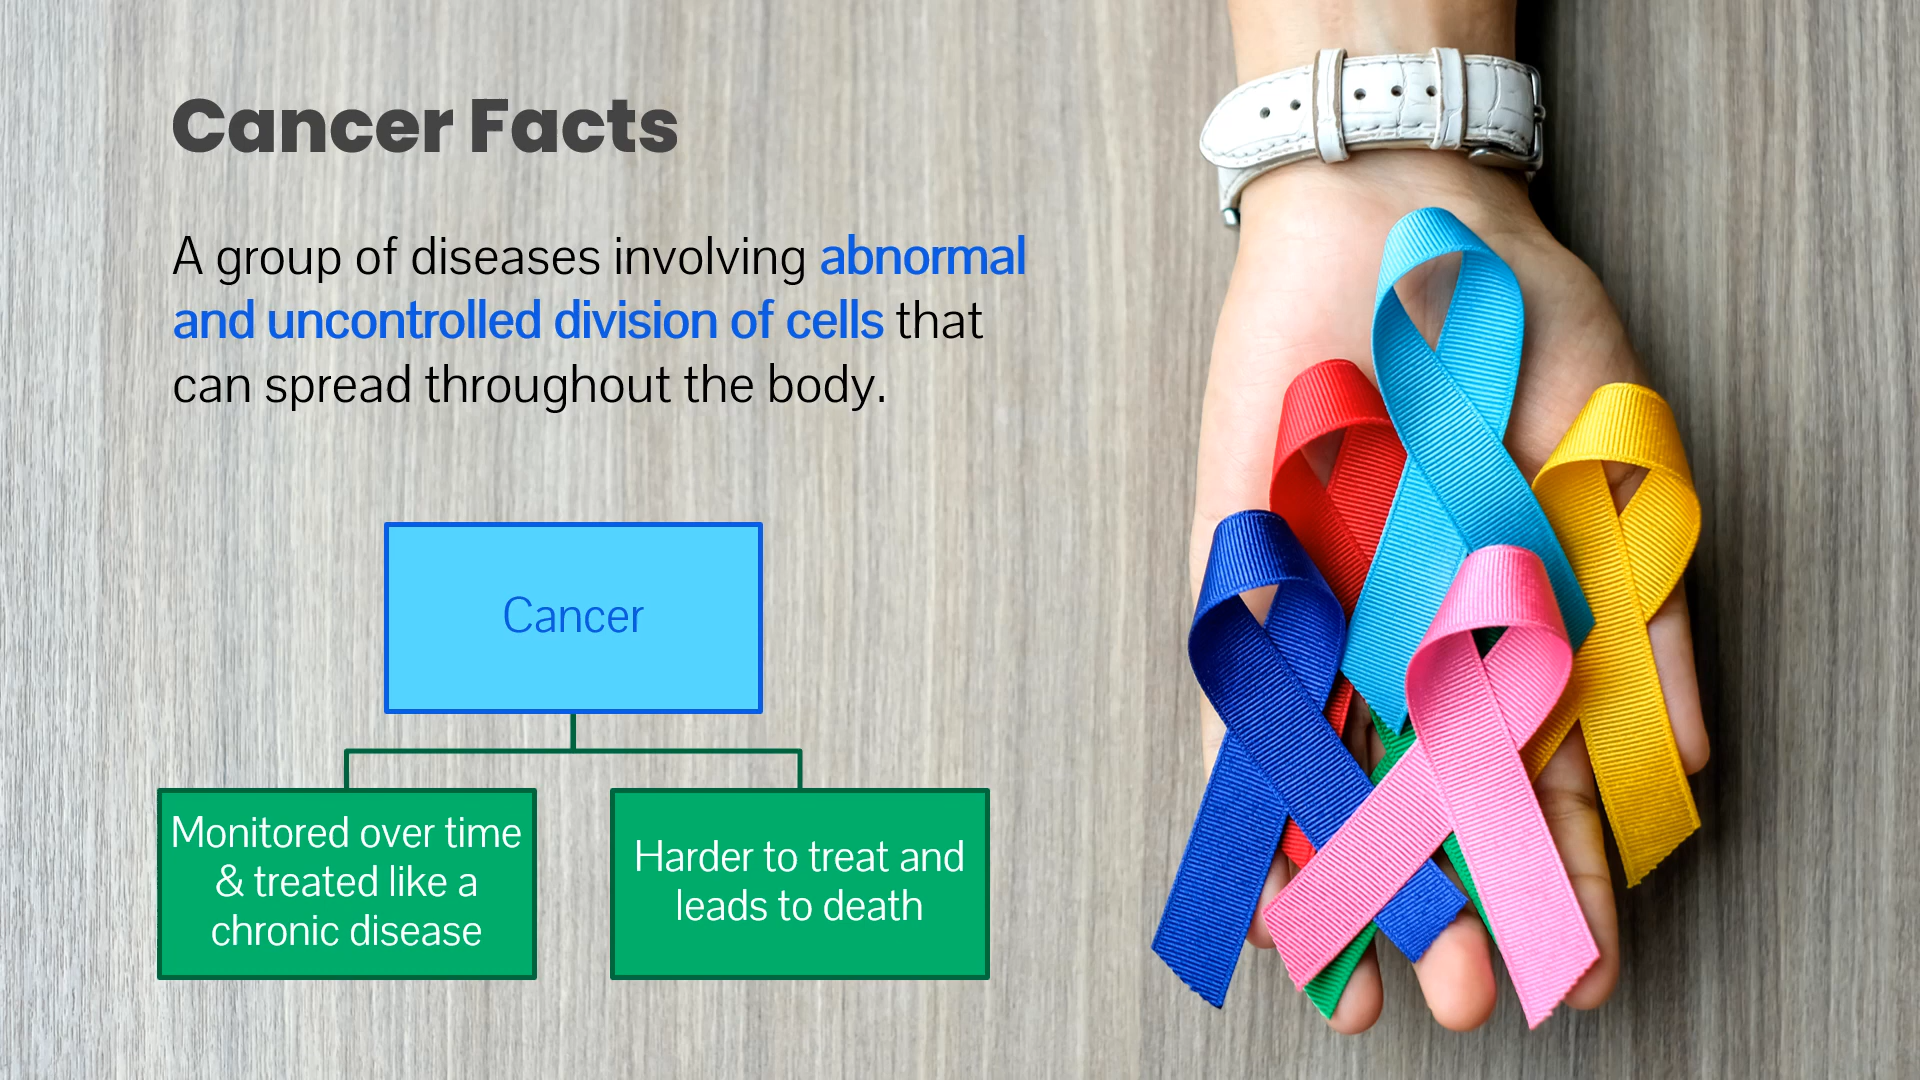 Cancer Facts
A group of diseases involving abnormal
and uncontrolled division of cells that
can spread throughout the body.
Cancer
Monitored over time
& treated like a
chronic disease
Harder to treat and
leads to death